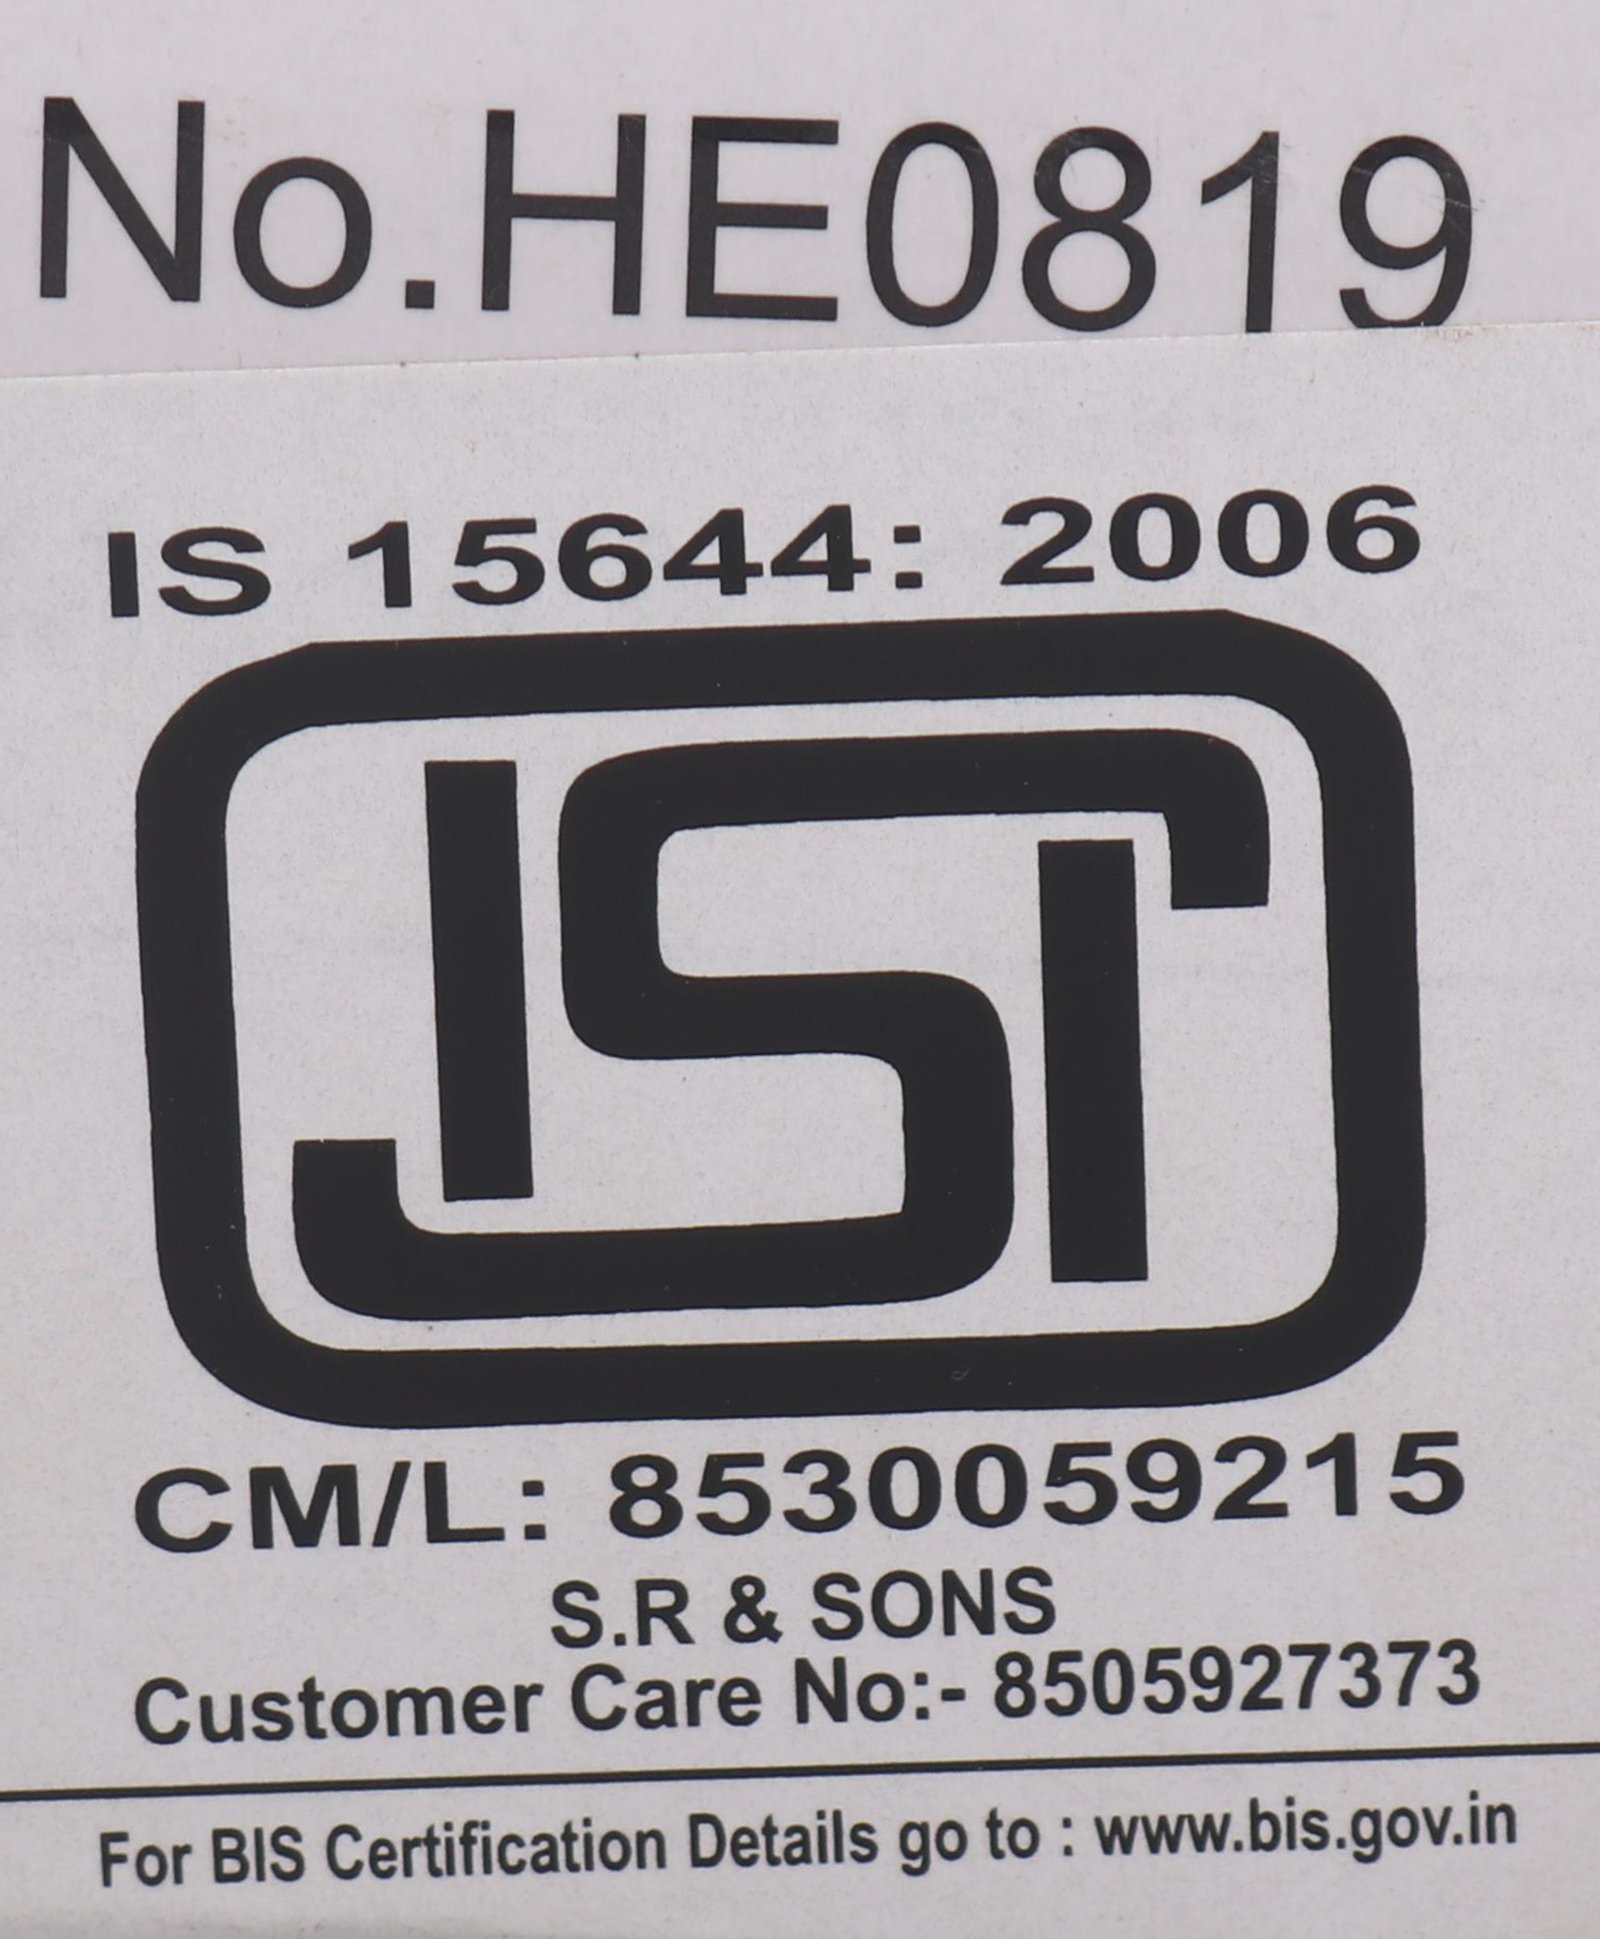 No.HE0819
IS 15644: 2006
ISI
CM/L: 8530059215
S.R & SONS
Customer Care No:- 8505927373
For BIS Certification Details go to : www.bis.gov.in